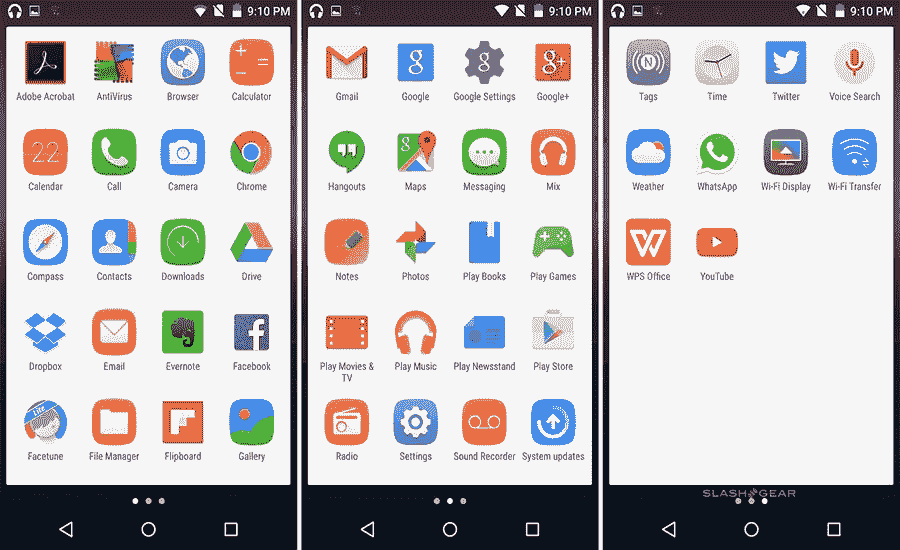 9:10 PM
Adobe Acrobat AntiVirus Browser Calculator
22
Calendar Call Camera Chrome
Compass Contacts Downloads Drive
Dropbox Email Evernote Facebook
Facetune File Manager Flipboard Gallery
9:10 PM
8 g g 8+
Gmail Google Google Settings Google+
8
Hangouts Maps Messaging Mix
Notes Photos Play Books Play Games
Play Movies & TV Play Music Play Newsstand Play Store
Radio Settings Sound Recorder System updates
9:10 PM
N
Tags Time Twitter Voice Search
Weather WhatsApp Wi-Fi Display Wi-Fi Transfer
WPS Office YouTube
SLASHGEAR